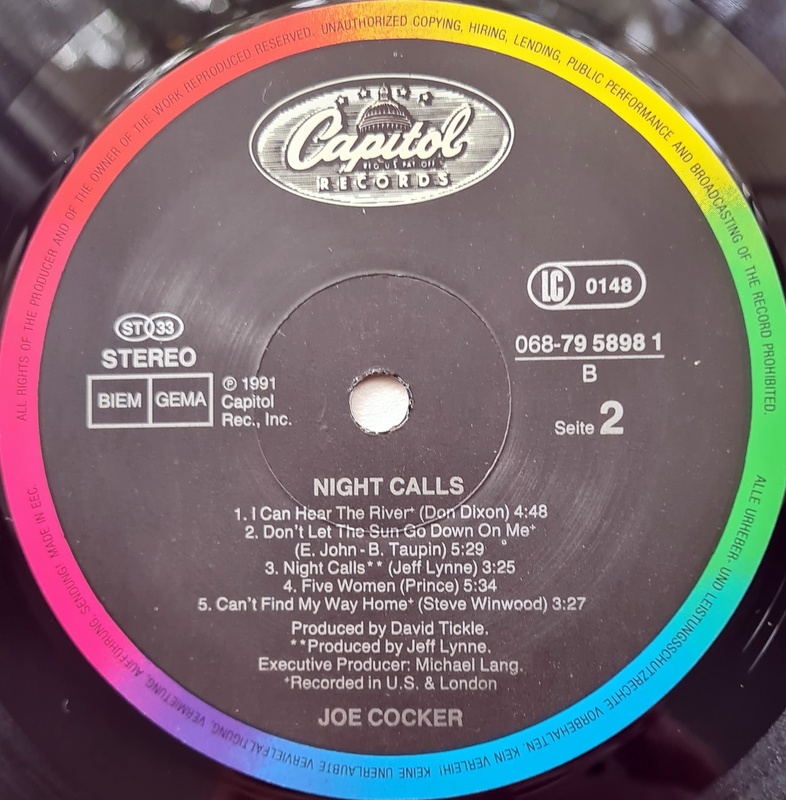 ALL RIGHTS OF THE PRODUCER AND OF THE OWNER OF THE WORK REPRODUCED RESERVED. UNAUTHORIZED COPYING, HIRING, LENDING, PUBLIC PERFORMANCE AND BROADCASTING OF THE RECORD PROHIBITED.
Capitol
RECORDS
LC 0148
068-79 5898 1
B
Seite 2
ST 33
STEREO
BIEM GEMA
℗ 1991
Capitol
Rec., Inc.
NIGHT CALLS
1. I Can Hear The River⁺ (Don Dixon) 4:48
2. Don't Let The Sun Go Down On Me⁺
(E. John - B. Taupin) 5:29
3. Night Calls** (Jeff Lynne) 3:25
4. Five Women (Prince) 5:34
5. Can't Find My Way Home⁺ (Steve Winwood) 3:27
Produced by David Tickle.
**Produced by Jeff Lynne.
Executive Producer: Michael Lang.
⁺Recorded in U.S. & London
JOE COCKER
ALLE URHEBER- UND LEISTUNGSSCHUTZRECHTE VORBEHALTEN. KEIN VERLEIH! KEINE UNERLAUBTE VERVIELFÄLTIGUNG, VERMIETUNG, AUFFÜHRUNG, SENDUNG! MADE IN EEC.